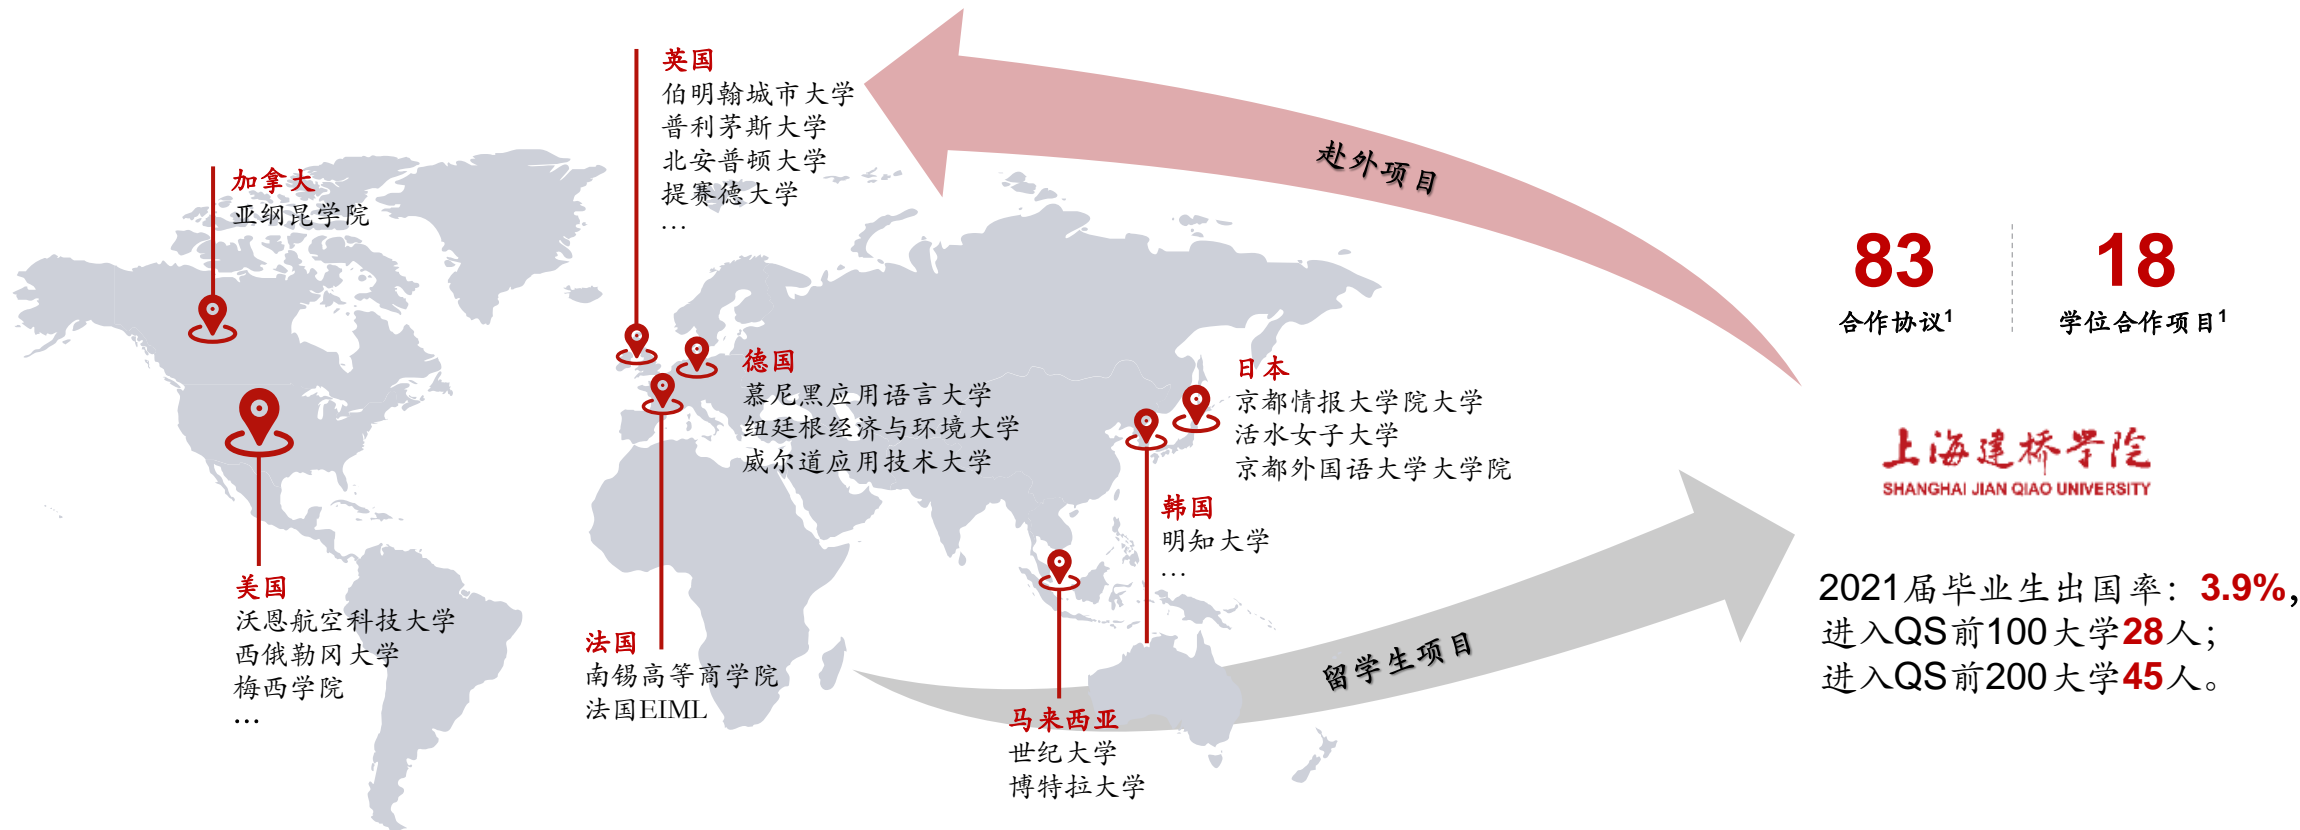 英国
伯明翰城市大学
普利茅斯大学
北安普顿大学
提赛德大学
…
加拿大
亚纲昆学院
美国
沃恩航空科技大学
西俄勒冈大学
梅西学院
…
德国
慕尼黑应用语言大学
纽廷根经济与环境大学
威尔道应用技术大学
法国
南锡高等商学院
法国EIML
日本
京都情报大学院大学
活水女子大学
京都外国语大学大学院
韩国
明知大学
…
马来西亚
世纪大学
博特拉大学
赴外项目
留学生项目
83
合作协议1
18
学位合作项目1
上海建桥学院
SHANGHAI JIAN QIAO UNIVERSITY
2021届毕业生出国率：3.9%，
进入QS前100大学28人；
进入QS前200大学45人。